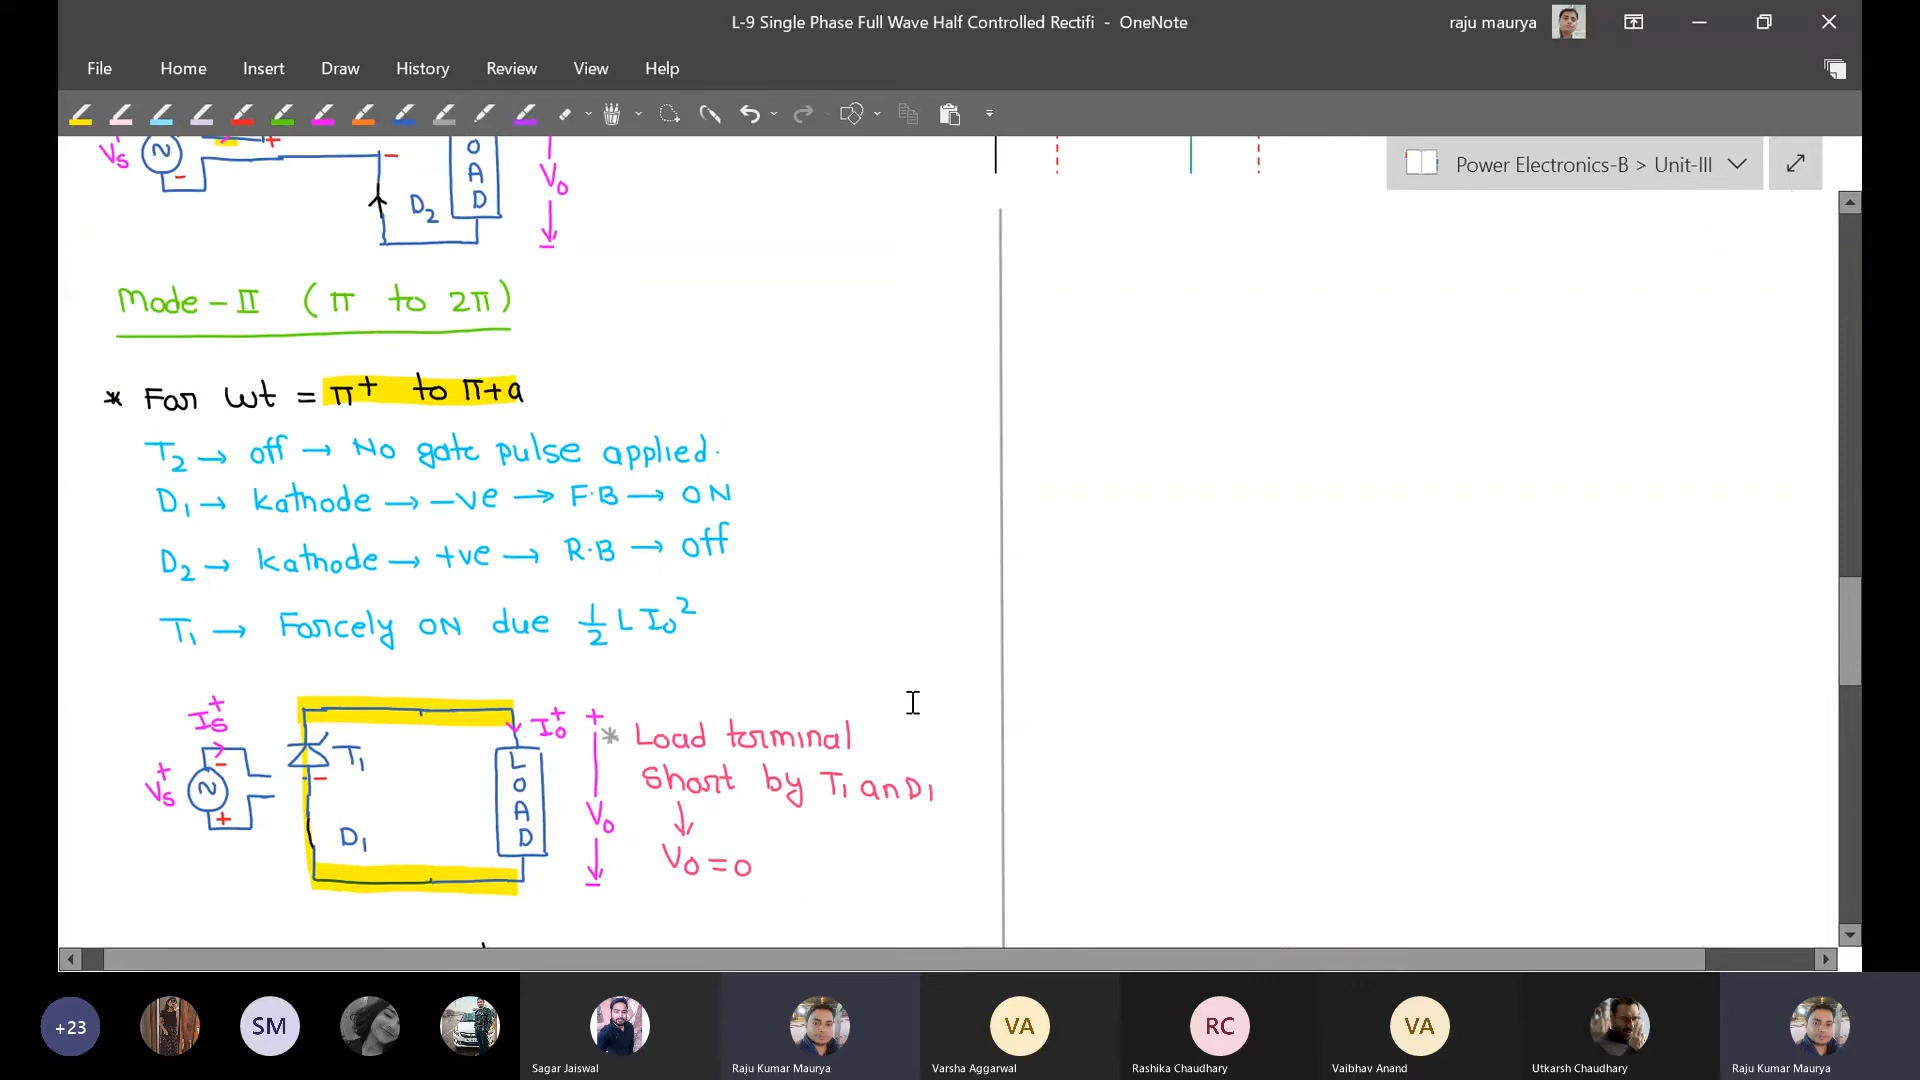 L-9 Single Phase Full Wave Half Controlled Rectifi - OneNote
raju maurya
File Home Insert Draw History Review View Help
Power Electronics-B > Unit-III
Vs
+
-
+
-
D2
O
A
D
Vo
Mode-II (π to 2π)
* For ωt = π+ to π+α
T2 → off → No gate pulse applied.
D1 → kathode → -ve → F.B → ON
D2 → kathode → +ve → R.B → off
T1 → Forcely ON due 1/2 L Io²
Is+
Vs+
-
+
T1
-
D1
Io+
L
O
A
D
+
Vo
-
* Load terminal
short by T1 an D1
↓
Vo = 0
+23
SM
VA
RC
VA
Sagar Jaiswal
Raju Kumar Maurya
Varsha Aggarwal
Rashika Chaudhary
Vaibhav Anand
Utkarsh Chaudhary
Raju Kumar Maurya